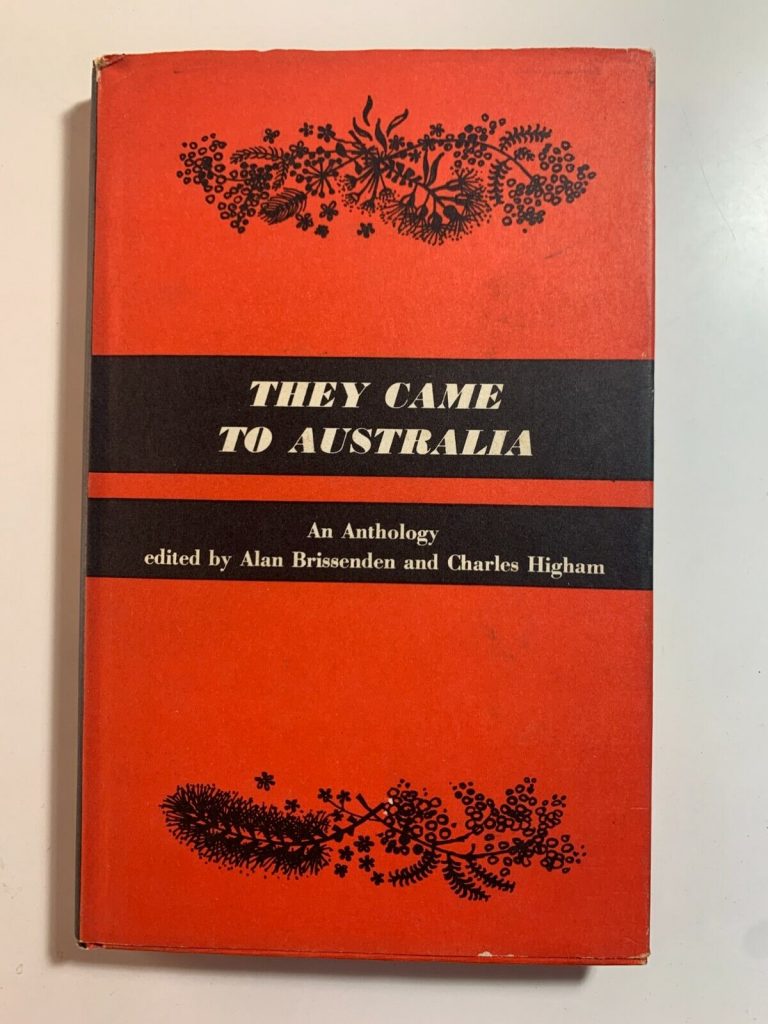 THEY CAME
TO AUSTRALIA
An Anthology
edited by Alan Brissenden and Charles Higham